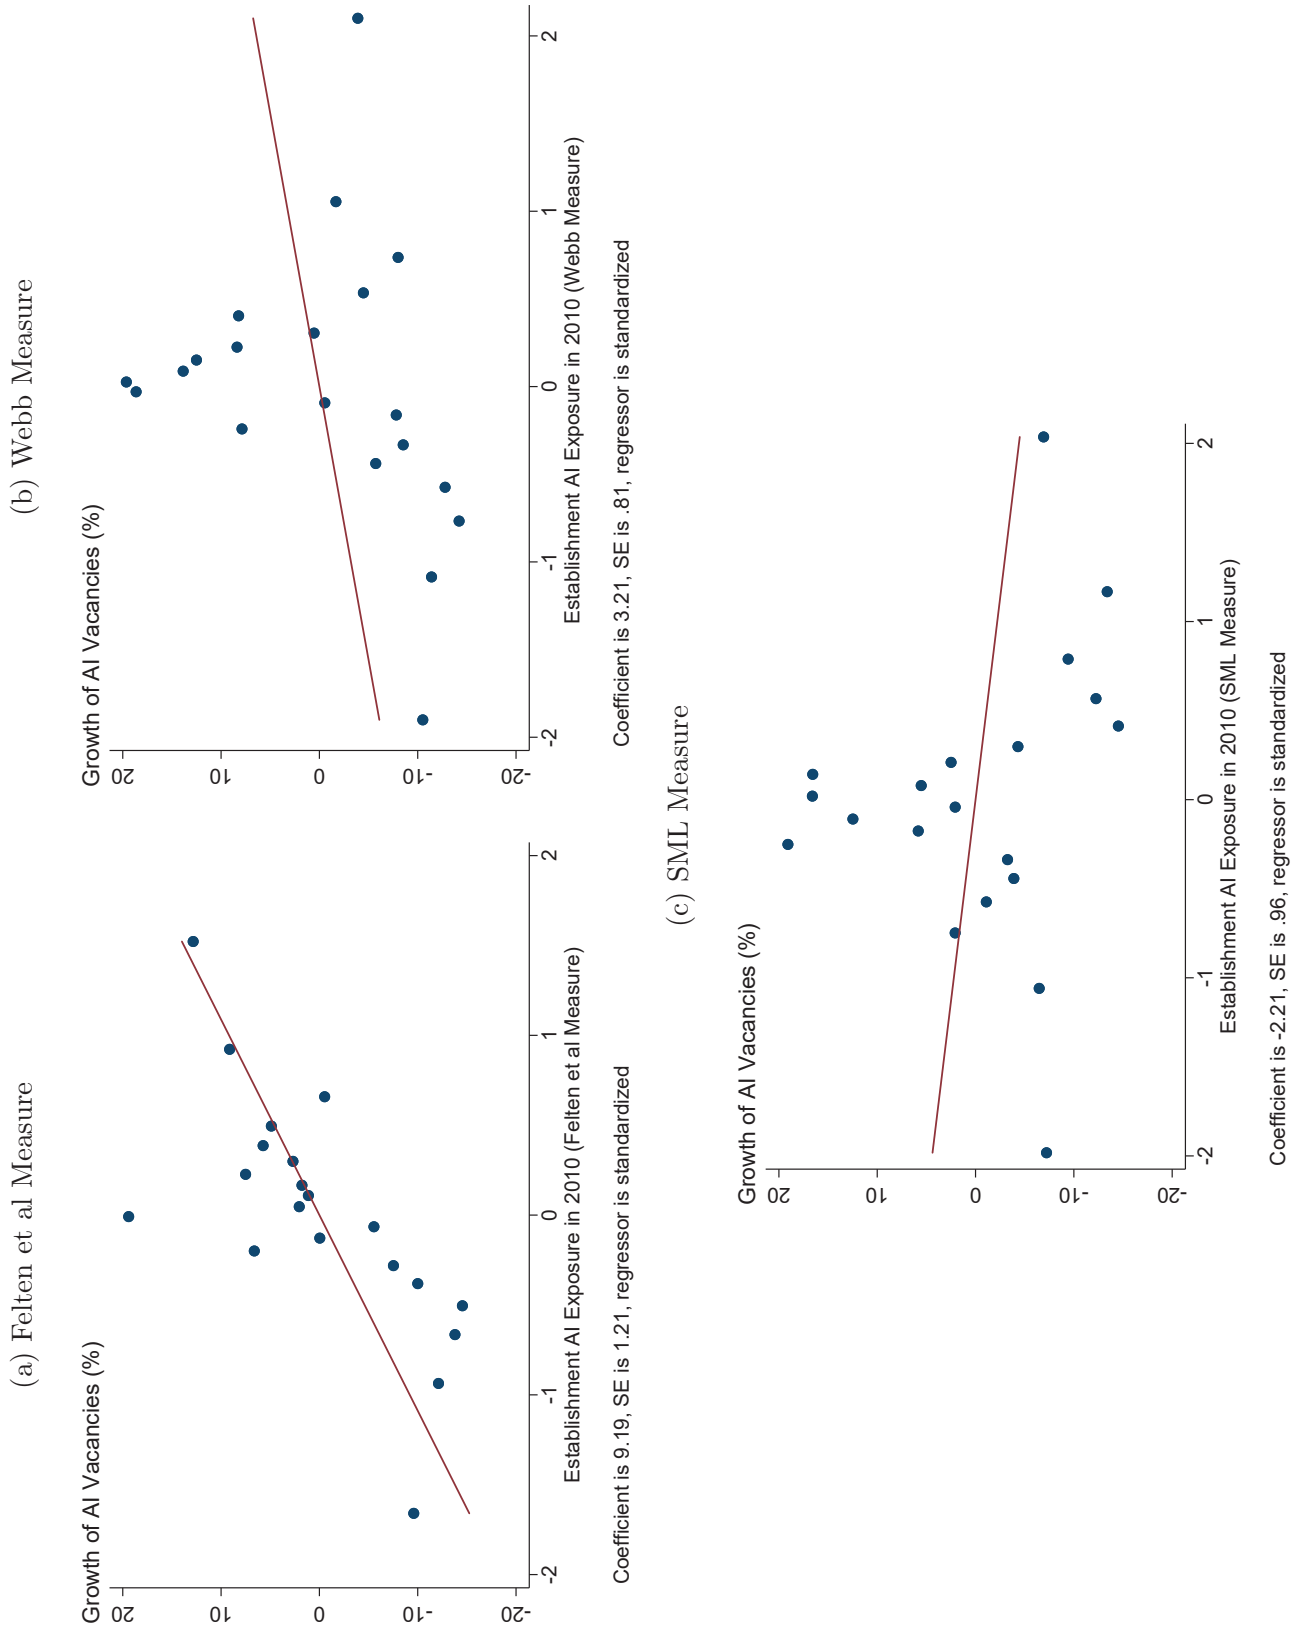 (a) Felten et al Measure
Growth of AI Vacancies (%)
20
10
0
-10
-20
-2
-1
0
1
2
Establishment AI Exposure in 2010 (Felten et al Measure)
Coefficient is 9.19, SE is 1.21, regressor is standardized
(b) Webb Measure
Growth of AI Vacancies (%)
20
10
0
-10
-20
-2
-1
0
1
2
Establishment AI Exposure in 2010 (Webb Measure)
Coefficient is 3.21, SE is .81, regressor is standardized
(c) SML Measure
Growth of AI Vacancies (%)
20
10
0
-10
-20
-2
-1
0
1
2
Establishment AI Exposure in 2010 (SML Measure)
Coefficient is -2.21, SE is .96, regressor is standardized